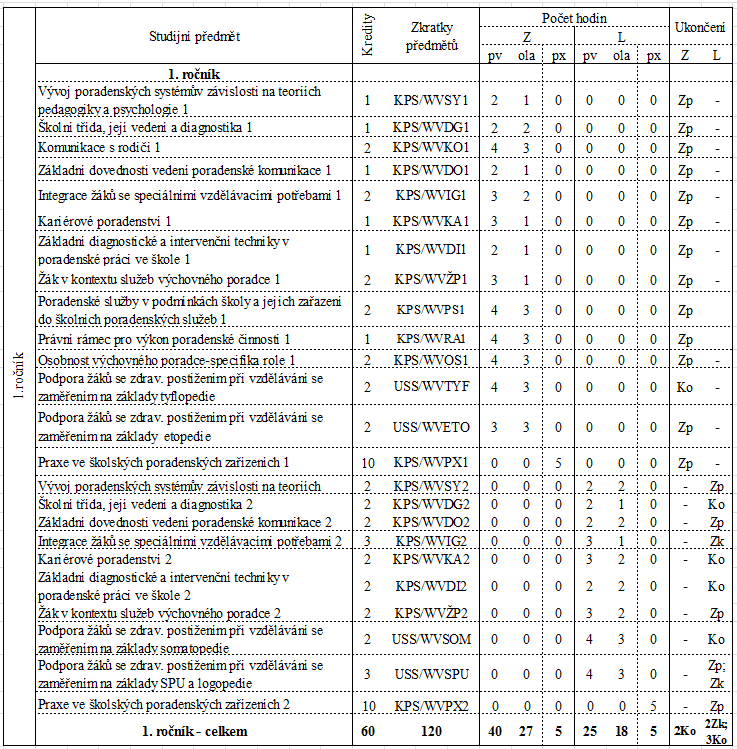 Studijní předmět Kredity Zkratky předmětů Počet hodin Ukončení
Z L
pv ola px pv ola px Z L
1.ročník
1. ročník
Vývoj poradenských systémův závislosti na teoriích
pedagogiky a psychologie 1 1 KPS/WVSY1 2 1 0 0 0 0 Zp -
Školní třída, její vedení a diagnostika 1 1 KPS/WVDG1 2 2 0 0 0 0 Zp -
Komunikace s rodiči 1 2 KPS/WVKO1 4 3 0 0 0 0 Zp -
Základní dovednosti vedení poradenské komunikace 1 1 KPS/WVDO1 2 1 0 0 0 0 Zp -
Integrace žáků se speciálními vzdělávacími potřebami 1 2 KPS/WVIG1 3 2 0 0 0 0 Zp -
Kariérové poradenství 1 1 KPS/WVKA1 3 1 0 0 0 0 Zp -
Základní diagnostické a intervenční techniky v
poradenské práci ve škole 1 1 KPS/WVDI1 2 1 0 0 0 0 Zp -
Žák v kontextu služeb výchovného poradce 1 2 KPS/WVŽP1 3 1 0 0 0 0 Zp -
Poradenské služby v podmínkách školy a jejich zařazení
do školních poradenských služeb 1 2 KPS/WVPS1 4 3 0 0 0 0 Zp
Právní rámec pro výkon poradenské činnosti 1 1 KPS/WVRA1 4 3 0 0 0 0 Zp
Osobnost výchovného poradce-specifika role 1 2 KPS/WVOS1 4 3 0 0 0 0 Zp -
Podpora žáků se zdrav. postižením při vzdělávání se
zaměřením na základy tyflopedie 2 USS/WVTYF 4 3 0 0 0 0 Ko -
Podpora žáků se zdrav. postižením při vzdělávání se
zaměřením na základy etopedie 2 USS/WVETO 3 3 0 0 0 0 Zp -
Praxe ve školských poradenských zařízeních 1 10 KPS/WVPX1 0 0 5 0 0 0 Zp -
Vývoj poradenských systémův závislosti na teoriích 2 KPS/WVSY2 0 0 0 2 2 0 - Zp
Školní třída, její vedení a diagnostika 2 2 KPS/WVDG2 0 0 0 2 1 0 - Ko
Základní dovednosti vedení poradenské komunikace 2 2 KPS/WVDO2 0 0 0 2 2 0 - Zp
Integrace žáků se speciálními vzdělávacími potřebami 2 3 KPS/WVIG2 0 0 0 3 1 0 - Zk
Kariérové poradenství 2 2 KPS/WVKA2 0 0 0 3 2 0 - Ko
Základní diagnostické a intervenční techniky v
poradenské práci ve škole 2 2 KPS/WVDI2 0 0 0 2 2 0 - Ko
Žák v kontextu služeb výchovného poradce 2 2 KPS/WVŽP2 0 0 0 3 2 0 - Zp
Podpora žáků se zdrav. postižením při vzdělávání se
zaměřením na základy somatopedie 2 USS/WVSOM 0 0 0 4 3 0 - Ko
Podpora žáků se zdrav. postižením při vzdělávání se
zaměřením na základy SPU a logopedie 3 USS/WVSPU 0 0 0 4 3 0 - Zp; Zk
Praxe ve školských poradenských zařízeních 2 10 KPS/WVPX2 0 0 0 0 0 5 - Zp
1. ročník - celkem 60 120 40 27 5 25 18 5 2Ko 2Zk; 3Ko